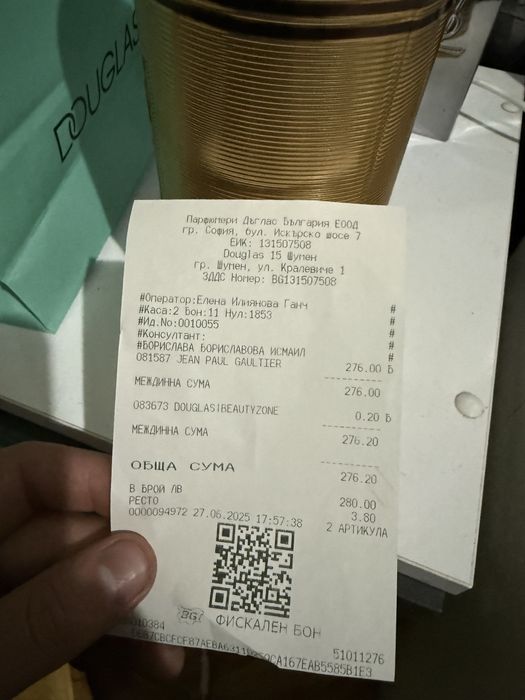 DOUGLAS
Парфюмери Дъглас България ЕООД
гр. София, бул. Искърско шосе 7
ЕИК: 131507508
Douglas 15 Шумен
гр. Шумен, ул. Кралевиче 1
ЗДДС Номер: BG131507508
#Оператор:Елена Илиянова Ганч #
#Каса:2 Бон:11 Нул:1853 #
#Ид.No:0010055 #
#Консултант: #
#БОРИСЛАВА БОРИСЛАВОВА ИСМАИЛ #
081587 JEAN PAUL GAULTIER 276.00 Б
МЕЖДИННА СУМА 276.00
083673 DOUGLAS|BEAUTYZONE 0.20 Б
МЕЖДИННА СУМА 276.20
ОБЩА СУМА 276.20
В БРОЙ ЛВ 280.00
РЕСТО 3.80
0000094972 27.06.2025 17:57:38 2 АРТИКУЛА
BG ФИСКАЛЕН БОН
51011276